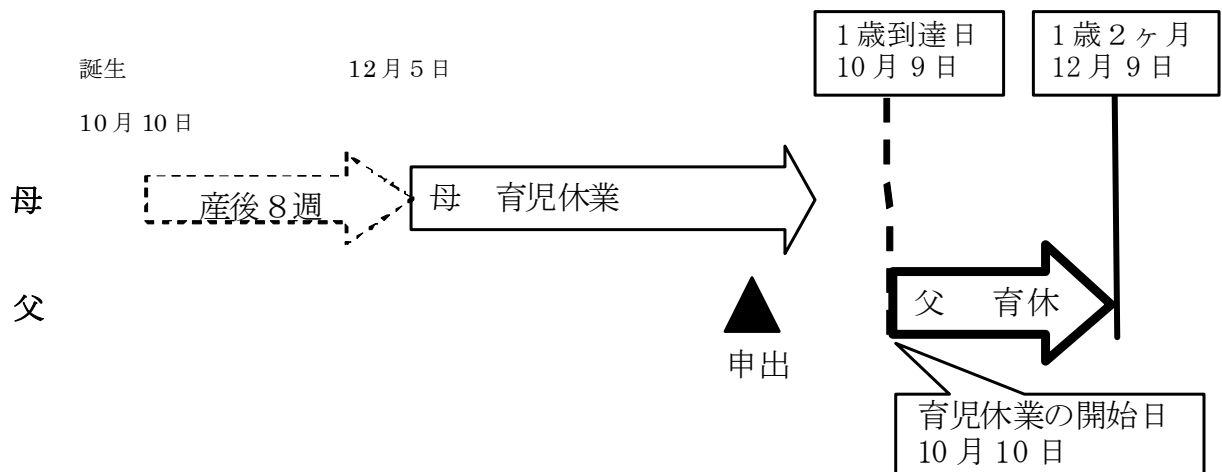 1歳到達日
10月9日
1歳2ヶ月
12月9日
誕生
12月5日
10月10日
母
産後8週
母 育児休業
父
父 育休
申出
育児休業の開始日
10月10日